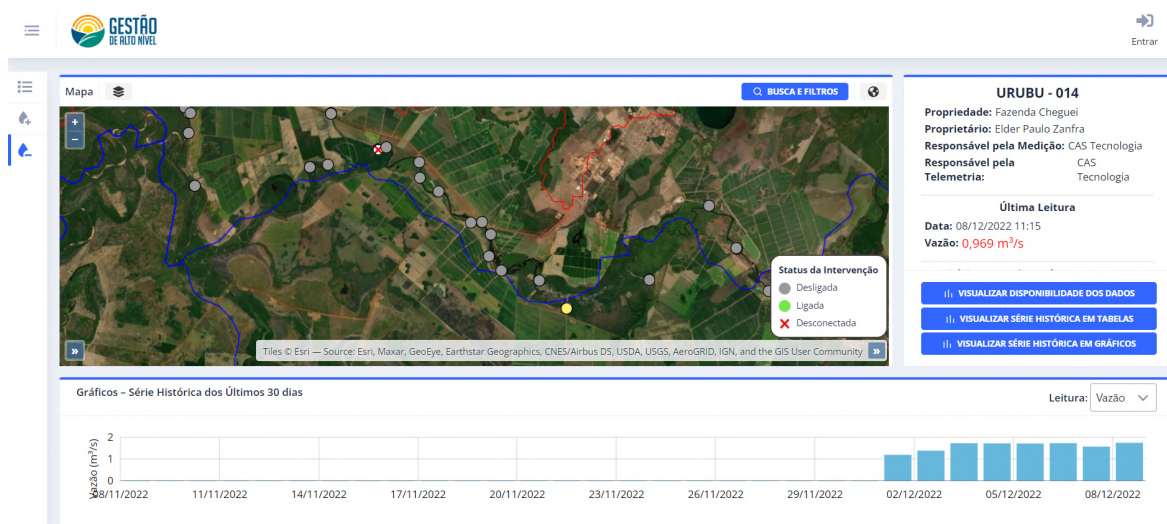 GESTÃO
DE ALTO NÍVEL
Entrar
Mapa
BUSCA E FILTROS
+
−
Status da Intervenção
Desligada
Ligada
Desconectada
»
Tiles © Esri — Source: Esri, Maxar, GeoEye, Earthstar Geographics, CNES/Airbus DS, USDA, USGS, AeroGRID, IGN, and the GIS User Community
»
URUBU - 014
Propriedade: Fazenda Cheguei
Proprietário: Elder Paulo Zanfra
Responsável pela Medição: CAS Tecnologia
Responsável pela CAS
Telemetria: Tecnologia
Última Leitura
Data: 08/12/2022 11:15
Vazão: 0,969 m³/s
VISUALIZAR DISPONIBILIDADE DOS DADOS
VISUALIZAR SÉRIE HISTÓRICA EM TABELAS
VISUALIZAR SÉRIE HISTÓRICA EM GRÁFICOS
Gráficos – Série Histórica dos Últimos 30 dias
Leitura: Vazão
Vazão (m³/s)
2
1
0
08/11/2022 11/11/2022 14/11/2022 17/11/2022 20/11/2022 23/11/2022 26/11/2022 29/11/2022 02/12/2022 05/12/2022 08/12/2022